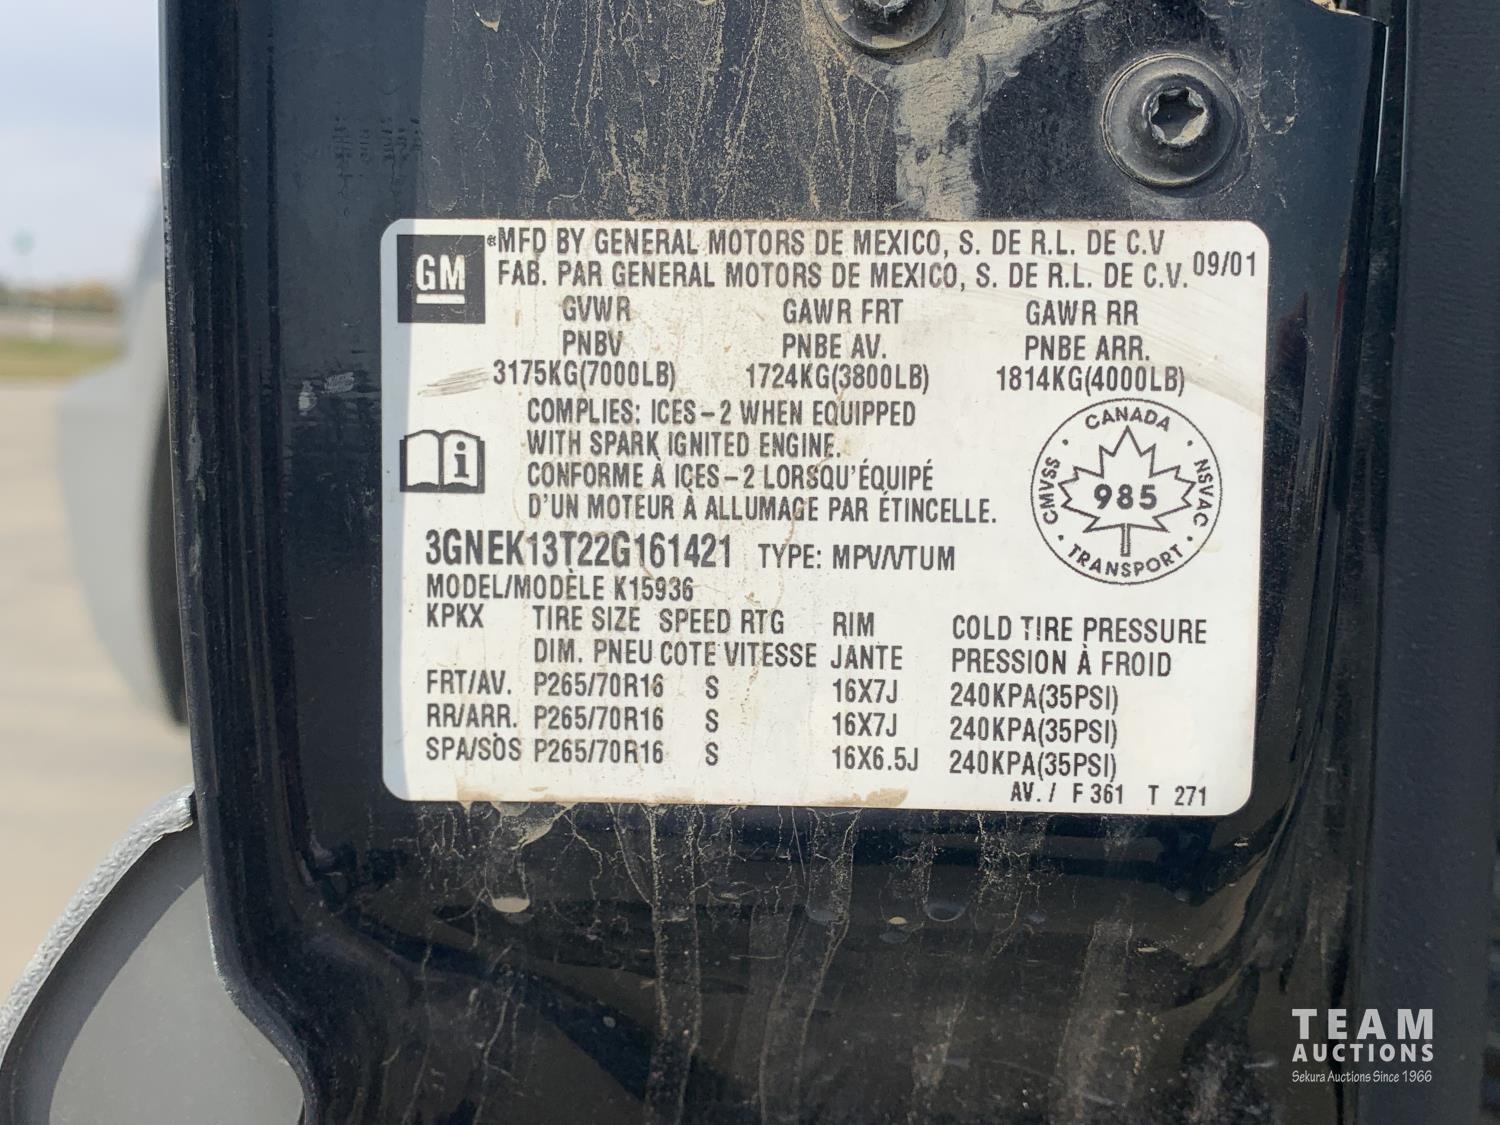 GM
®MFD BY GENERAL MOTORS DE MEXICO, S. DE R.L. DE C.V
FAB. PAR GENERAL MOTORS DE MEXICO, S. DE R.L. DE C.V. 09/01
GVWR GAWR FRT GAWR RR
PNBV PNBE AV. PNBE ARR.
3175KG(7000LB) 1724KG(3800LB) 1814KG(4000LB)
COMPLIES: ICES-2 WHEN EQUIPPED
WITH SPARK IGNITED ENGINE.
CONFORME À ICES-2 LORSQU'ÉQUIPÉ
D'UN MOTEUR À ALLUMAGE PAR ÉTINCELLE.
i
CANADA · NSVAC · TRANSPORT · CMVSS ·
985
3GNEK13T22G161421 TYPE: MPV/VTUM
MODEL/MODÈLE K15936
KPKX TIRE SIZE SPEED RTG RIM COLD TIRE PRESSURE
DIM. PNEU COTE VITESSE JANTE PRESSION À FROID
FRT/AV. P265/70R16 S 16X7J 240KPA(35PSI)
RR/ARR. P265/70R16 S 16X7J 240KPA(35PSI)
SPA/SOS P265/70R16 S 16X6.5J 240KPA(35PSI)
AV. / F 361 T 271
TEAM
AUCTIONS
Sekura Auctions Since 1966